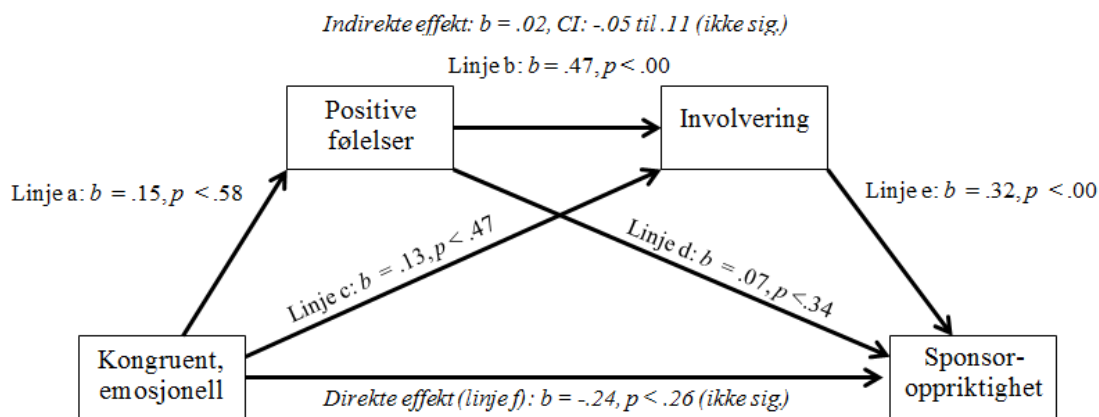 Indirekte effekt: b = .02, CI: -.05 til .11 (ikke sig.)
Linje b: b = .47, p < .00
Positive
følelser
Involvering
Linje a: b = .15, p < .58
Linje e: b = .32, p < .00
Linje c: b = .13, p < .47
Linje d: b = .07, p <.34
Kongruent,
emosjonell
Sponsor-
oppriktighet
Direkte effekt (linje f): b = -.24, p < .26 (ikke sig.)